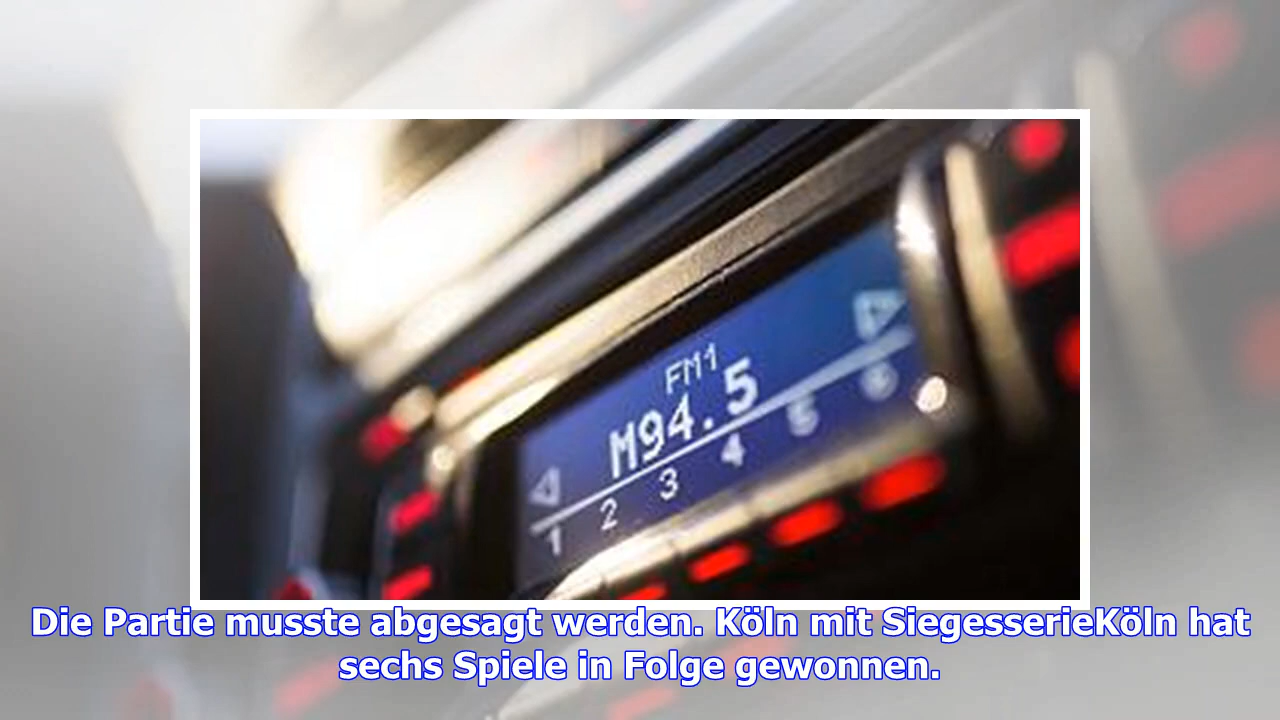 FM1
M94.5
1 2 3 4 5 6
Die Partie musste abgesagt werden. Köln mit SiegesserieKöln hat
sechs Spiele in Folge gewonnen.